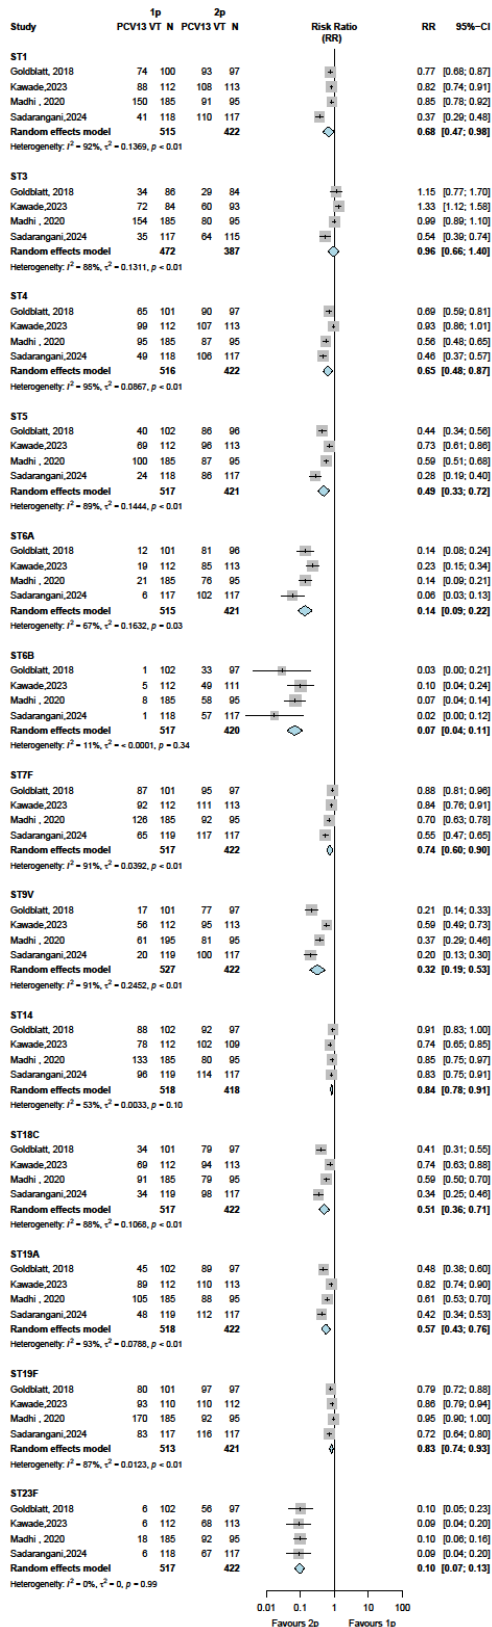 1p 2p
Study PCV13 VT N PCV13 VT N Risk Ratio (RR) RR 95%−CI
ST1
Goldblatt, 2018 74 100 93 97 0.77 [0.68; 0.87]
Kawade,2023 88 112 108 113 0.82 [0.74; 0.91]
Madhi , 2020 150 185 91 95 0.85 [0.78; 0.92]
Sadarangani,2024 41 118 110 117 0.37 [0.29; 0.48]
Random effects model 515 422 0.68 [0.47; 0.98]
Heterogeneity: I² = 92%, τ² = 0.1369, p < 0.01
ST3
Goldblatt, 2018 34 86 29 84 1.15 [0.77; 1.70]
Kawade,2023 72 84 60 93 1.33 [1.12; 1.58]
Madhi , 2020 154 185 80 95 0.99 [0.89; 1.10]
Sadarangani,2024 35 117 64 115 0.54 [0.39; 0.74]
Random effects model 472 387 0.96 [0.66; 1.40]
Heterogeneity: I² = 88%, τ² = 0.1311, p < 0.01
ST4
Goldblatt, 2018 65 101 90 97 0.69 [0.59; 0.81]
Kawade,2023 99 112 107 113 0.93 [0.86; 1.01]
Madhi , 2020 95 185 87 95 0.56 [0.48; 0.65]
Sadarangani,2024 49 118 106 117 0.46 [0.37; 0.57]
Random effects model 516 422 0.65 [0.48; 0.87]
Heterogeneity: I² = 95%, τ² = 0.0867, p < 0.01
ST5
Goldblatt, 2018 40 102 86 96 0.44 [0.34; 0.56]
Kawade,2023 69 112 96 113 0.73 [0.61; 0.86]
Madhi , 2020 100 185 87 95 0.59 [0.51; 0.68]
Sadarangani,2024 24 118 86 117 0.28 [0.19; 0.40]
Random effects model 517 421 0.49 [0.33; 0.72]
Heterogeneity: I² = 89%, τ² = 0.1444, p < 0.01
ST6A
Goldblatt, 2018 12 101 81 96 0.14 [0.08; 0.24]
Kawade,2023 19 112 85 113 0.23 [0.15; 0.34]
Madhi , 2020 21 185 76 95 0.14 [0.09; 0.21]
Sadarangani,2024 6 117 102 117 0.06 [0.03; 0.13]
Random effects model 515 421 0.14 [0.09; 0.22]
Heterogeneity: I² = 67%, τ² = 0.1632, p = 0.03
ST6B
Goldblatt, 2018 1 102 33 97 0.03 [0.00; 0.21]
Kawade,2023 5 112 49 111 0.10 [0.04; 0.24]
Madhi , 2020 8 185 58 95 0.07 [0.04; 0.14]
Sadarangani,2024 1 118 57 117 0.02 [0.00; 0.12]
Random effects model 517 420 0.07 [0.04; 0.11]
Heterogeneity: I² = 11%, τ² = < 0.0001, p = 0.34
ST7F
Goldblatt, 2018 87 101 95 97 0.88 [0.81; 0.96]
Kawade,2023 92 112 111 113 0.84 [0.76; 0.91]
Madhi , 2020 126 185 92 95 0.70 [0.63; 0.78]
Sadarangani,2024 65 119 117 117 0.55 [0.47; 0.65]
Random effects model 517 422 0.74 [0.60; 0.90]
Heterogeneity: I² = 91%, τ² = 0.0392, p < 0.01
ST9V
Goldblatt, 2018 17 101 77 97 0.21 [0.14; 0.33]
Kawade,2023 56 112 95 113 0.59 [0.49; 0.73]
Madhi , 2020 61 195 81 95 0.37 [0.29; 0.46]
Sadarangani,2024 20 119 100 117 0.20 [0.13; 0.30]
Random effects model 527 422 0.32 [0.19; 0.53]
Heterogeneity: I² = 91%, τ² = 0.2452, p < 0.01
ST14
Goldblatt, 2018 88 102 92 97 0.91 [0.83; 1.00]
Kawade,2023 78 112 102 109 0.74 [0.65; 0.85]
Madhi , 2020 133 185 80 95 0.85 [0.75; 0.97]
Sadarangani,2024 96 119 114 117 0.83 [0.75; 0.91]
Random effects model 518 418 0.84 [0.78; 0.91]
Heterogeneity: I² = 53%, τ² = 0.0033, p = 0.10
ST18C
Goldblatt, 2018 34 101 79 97 0.41 [0.31; 0.55]
Kawade,2023 69 112 94 113 0.74 [0.63; 0.88]
Madhi , 2020 91 185 79 95 0.59 [0.50; 0.70]
Sadarangani,2024 34 119 98 117 0.34 [0.25; 0.46]
Random effects model 517 422 0.51 [0.36; 0.71]
Heterogeneity: I² = 88%, τ² = 0.1068, p < 0.01
ST19A
Goldblatt, 2018 45 102 89 97 0.48 [0.38; 0.60]
Kawade,2023 89 112 110 113 0.82 [0.74; 0.90]
Madhi , 2020 105 185 88 95 0.61 [0.53; 0.70]
Sadarangani,2024 48 119 112 117 0.42 [0.34; 0.53]
Random effects model 518 422 0.57 [0.43; 0.76]
Heterogeneity: I² = 93%, τ² = 0.0788, p < 0.01
ST19F
Goldblatt, 2018 80 101 97 97 0.79 [0.72; 0.88]
Kawade,2023 93 110 110 112 0.86 [0.79; 0.94]
Madhi , 2020 170 185 92 95 0.95 [0.90; 1.00]
Sadarangani,2024 83 117 116 117 0.72 [0.64; 0.80]
Random effects model 513 421 0.83 [0.74; 0.93]
Heterogeneity: I² = 87%, τ² = 0.0123, p < 0.01
ST23F
Goldblatt, 2018 6 102 56 97 0.10 [0.05; 0.23]
Kawade,2023 6 112 68 113 0.09 [0.04; 0.20]
Madhi , 2020 18 185 92 95 0.10 [0.06; 0.16]
Sadarangani,2024 6 118 67 117 0.09 [0.04; 0.20]
Random effects model 517 422 0.10 [0.07; 0.13]
Heterogeneity: I² = 0%, τ² = 0, p = 0.99
0.01 0.1 1 10 100
Favours 2p Favours 1p